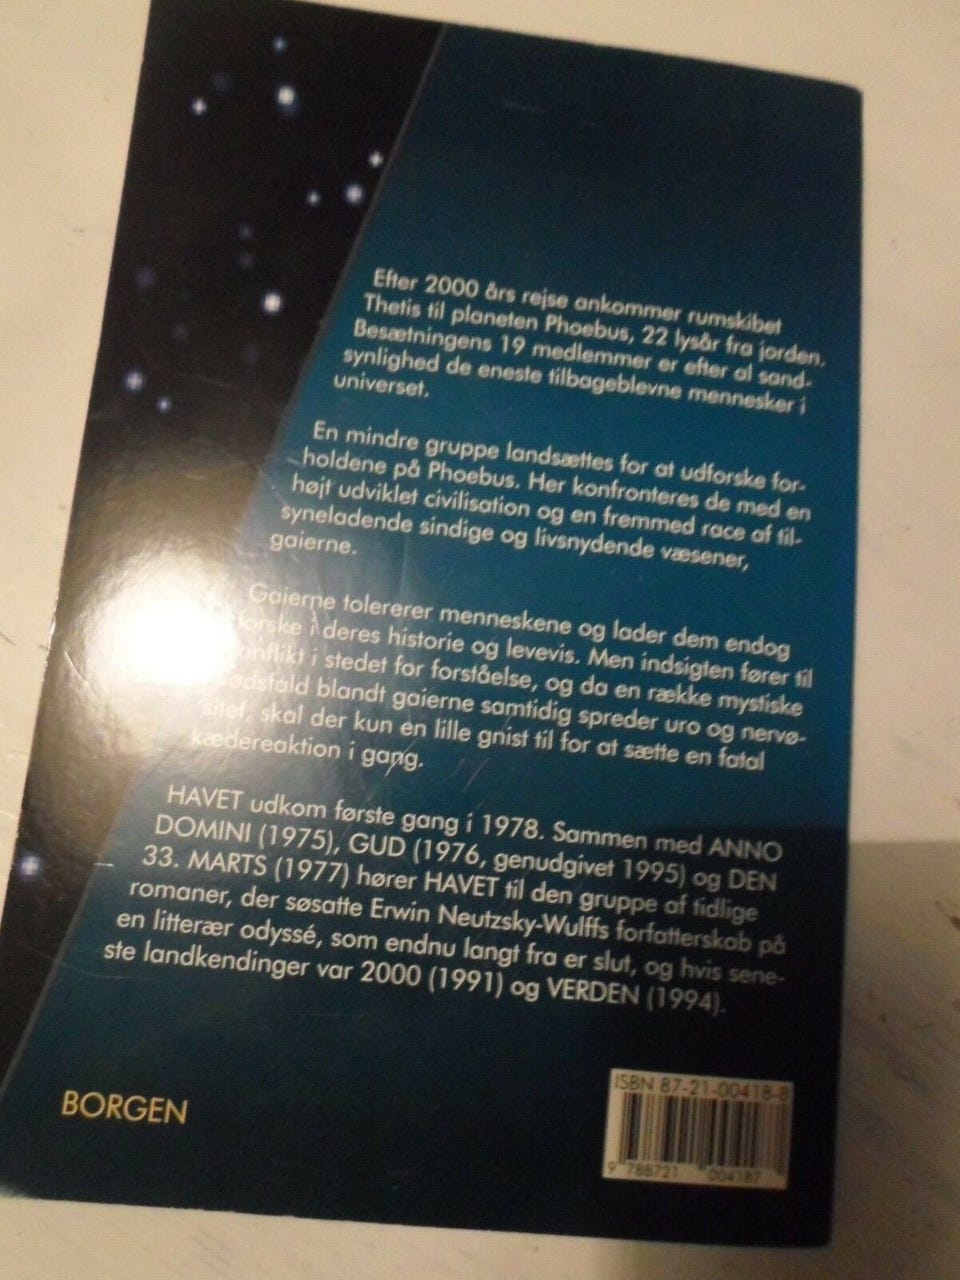 Efter 2000 års rejse ankommer rumskibet
Thetis til planeten Phoebus, 22 lysår fra jorden.
Besætningens 19 medlemmer er efter al sand-
synlighed de eneste tilbageblevne mennesker i
universet.
En mindre gruppe landsættes for at udforske for-
holdene på Phoebus. Her konfronteres de med en
højt udviklet civilisation og en fremmed race af til-
syneladende sindige og livsnydende væsener,
gaierne.
Gaierne tolererer menneskene og lader dem endog
forske i deres historie og levevis. Men indsigten fører til
konflikt i stedet for forståelse, og da en række mystiske
dødsfald blandt gaierne samtidig spreder uro og nervø-
sitet, skal der kun en lille gnist til for at sætte en fatal
kædereaktion i gang.
HAVET udkom første gang i 1978. Sammen med ANNO
DOMINI (1975), GUD (1976, genudgivet 1995) og DEN
33. MARTS (1977) hører HAVET til den gruppe af tidlige
romaner, der søsatte Erwin Neutzsky-Wulffs forfatterskab på
en litterær odyssé, som endnu langt fra er slut, og hvis sene-
ste landkendinger var 2000 (1991) og VERDEN (1994).
BORGEN
ISBN 87-21-00418-8
9 788721 004187